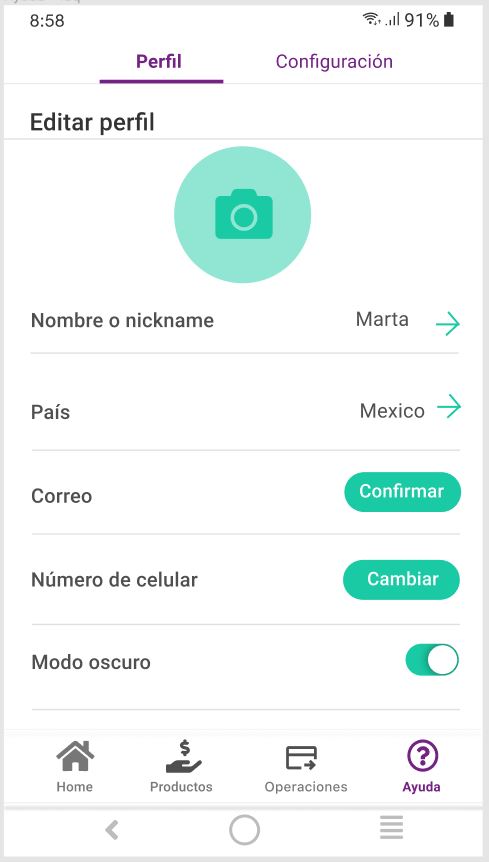 8:58 91%
Perfil Configuración
Editar perfil
Nombre o nickname Marta
País Mexico
Correo Confirmar
Número de celular Cambiar
Modo oscuro
$
Home Productos Operaciones Ayuda